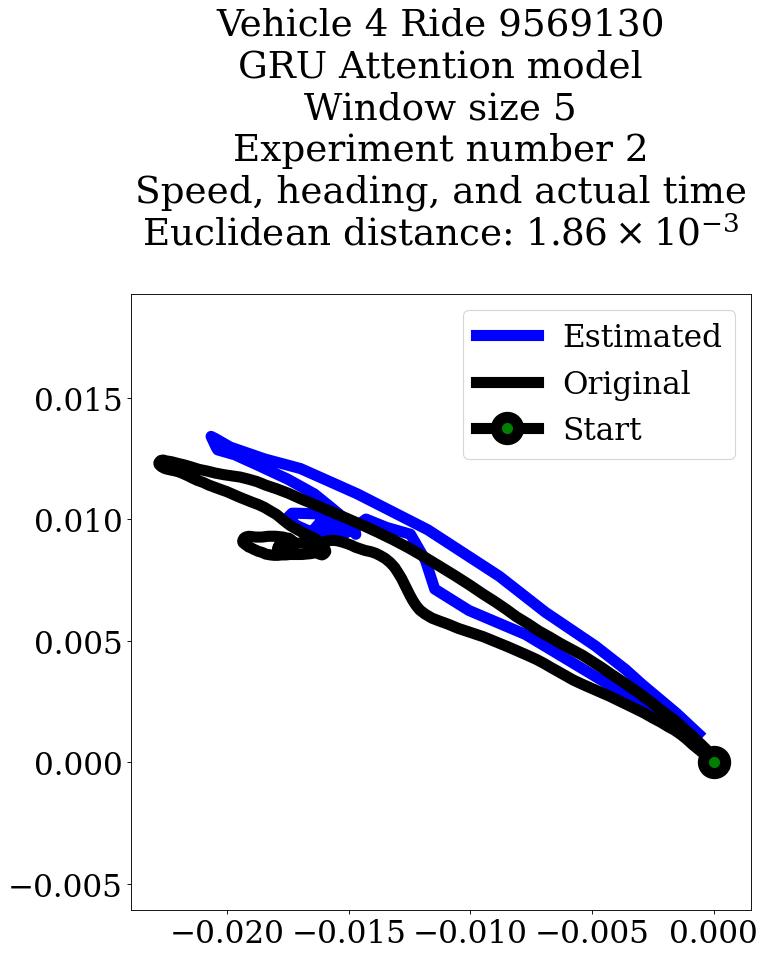 Vehicle 4 Ride 9569130
GRU Attention model
Window size 5
Experiment number 2
Speed, heading, and actual time
Euclidean distance: 1.86 × 10⁻³
Estimated
Original
Start
0.015
0.010
0.005
0.000
−0.005
−0.020 −0.015 −0.010 −0.005 0.000